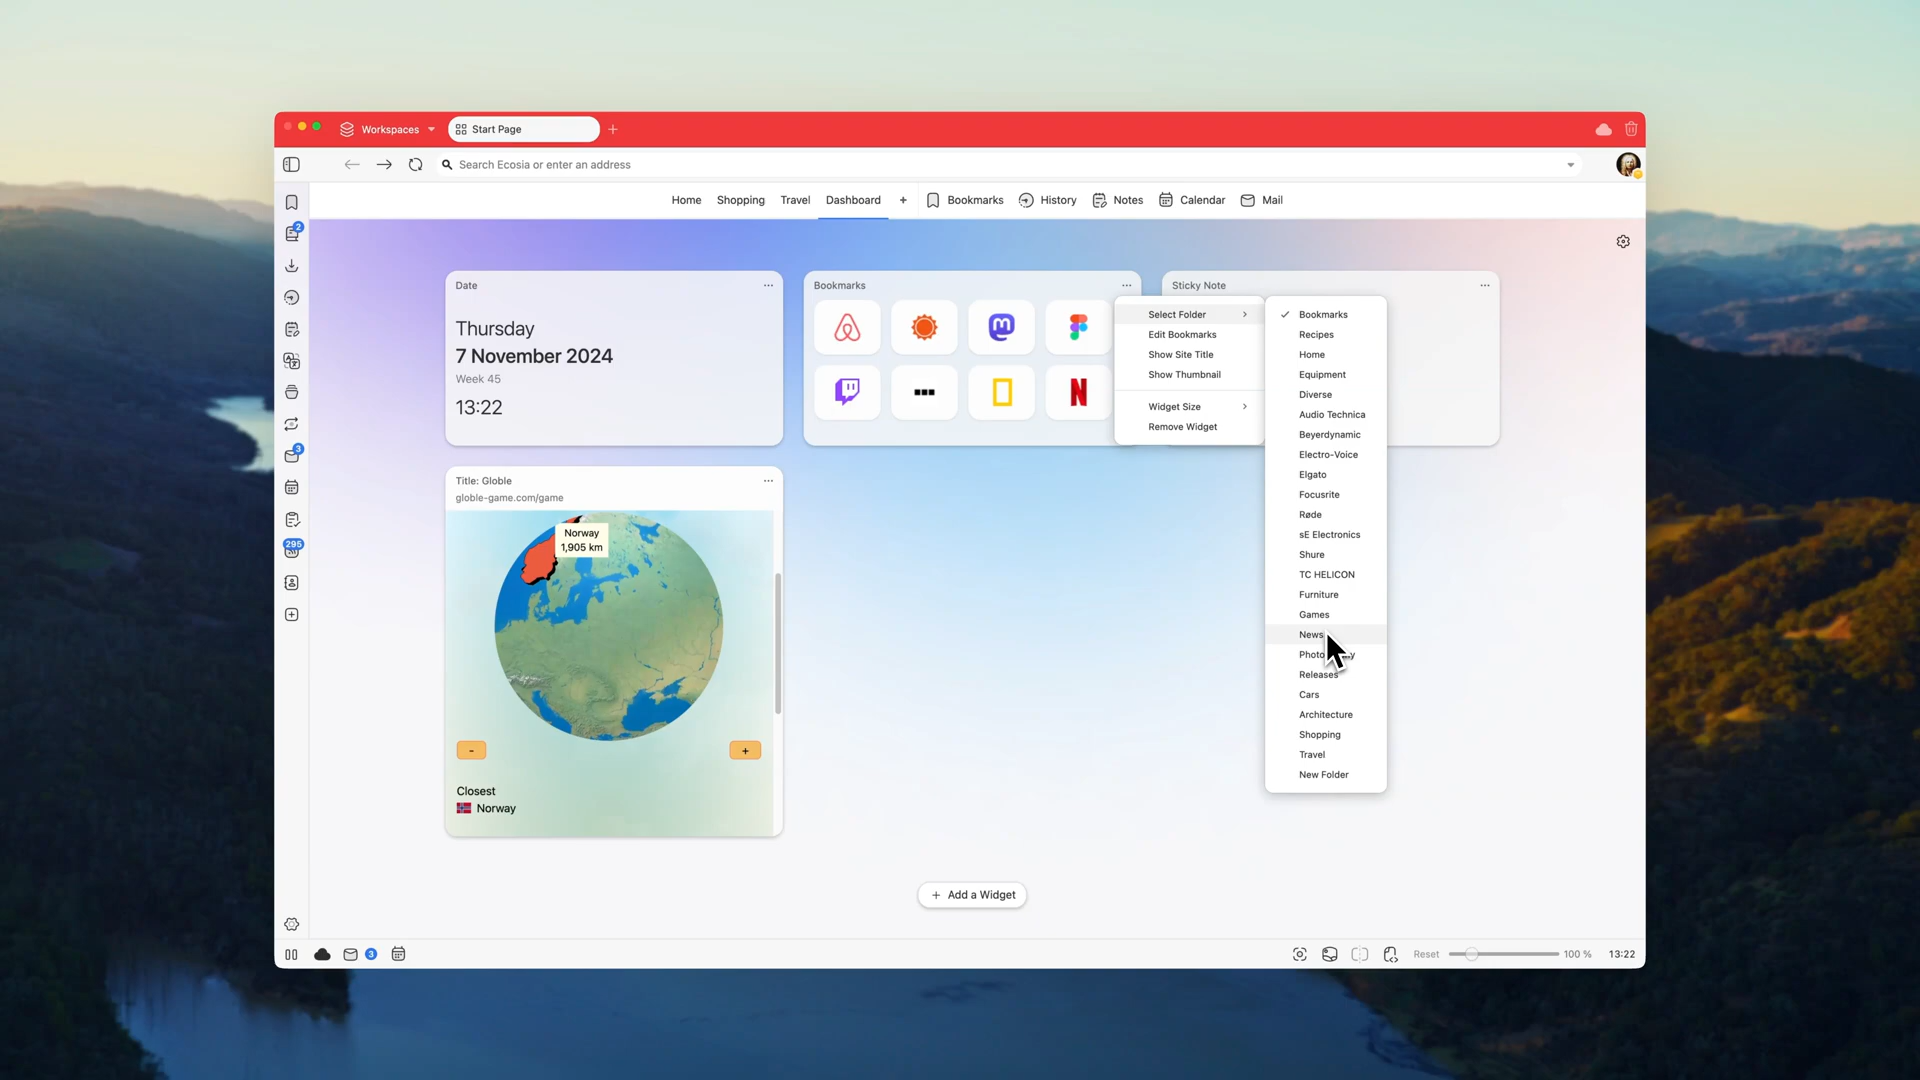 Workspaces
Start Page
Search Ecosia or enter an address
Home
Shopping
Travel
Dashboard
+
Bookmarks
History
Notes
Calendar
Mail
2
3
295
Date
Thursday
7 November 2024
Week 45
13:22
Bookmarks
N
Sticky Note
Select Folder
Edit Bookmarks
Show Site Title
Show Thumbnail
Widget Size
Remove Widget
Bookmarks
Recipes
Home
Equipment
Diverse
Audio Technica
Beyerdynamic
Electro-Voice
Elgato
Focusrite
Røde
sE Electronics
Shure
TC HELICON
Furniture
Games
News
Releases
Cars
Architecture
Shopping
Travel
New Folder
Title: Globle
globle-game.com/game
Norway
1,905 km
-
+
Closest
Norway
+ Add a Widget
3
Reset
100 %
13:22